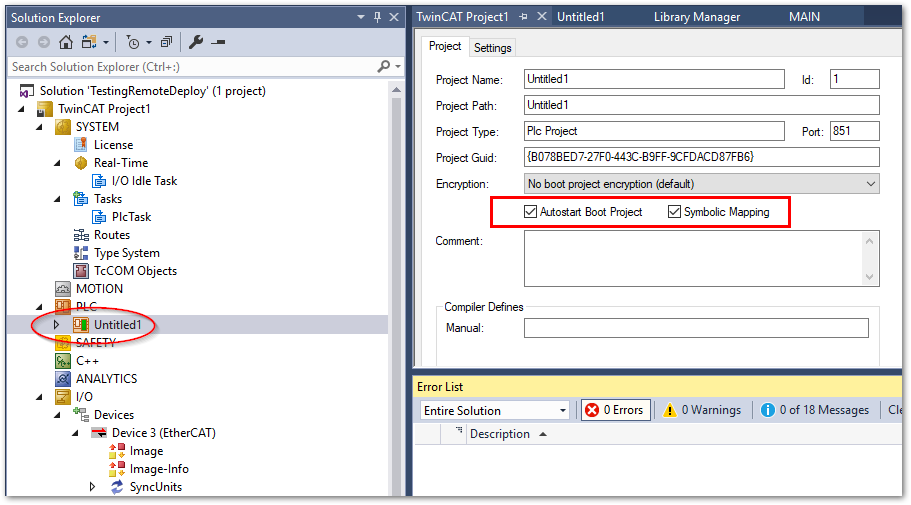 Solution Explorer
Search Solution Explorer (Ctrl+;)
Solution 'TestingRemoteDeploy' (1 project)
TwinCAT Project1
SYSTEM
License
Real-Time
I/O Idle Task
Tasks
PlcTask
Routes
Type System
TcCOM Objects
MOTION
PLC
Untitled1
SAFETY
C++
ANALYTICS
I/O
Devices
Device 3 (EtherCAT)
Image
Image-Info
SyncUnits
TwinCAT Project1 Untitled1 Library Manager MAIN
Project Settings
Project Name: Untitled1 Id: 1
Project Path: Untitled1
Project Type: Plc Project Port: 851
Project Guid: {B078BED7-27F0-443C-B9FF-9CFDACD87FB6}
Encryption: No boot project encryption (default)
Autostart Boot Project Symbolic Mapping
Comment:
Compiler Defines
Manual:
Error List
Entire Solution 0 Errors 0 Warnings 0 of 18 Messages Cle
Description